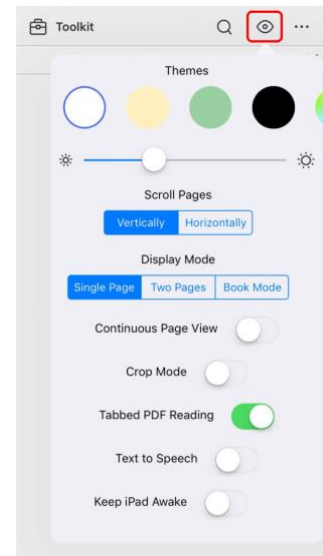 Toolkit
Themes
Scroll Pages
Vertically Horizontally
Display Mode
Single Page Two Pages Book Mode
Continuous Page View
Crop Mode
Tabbed PDF Reading
Text to Speech
Keep iPad Awake